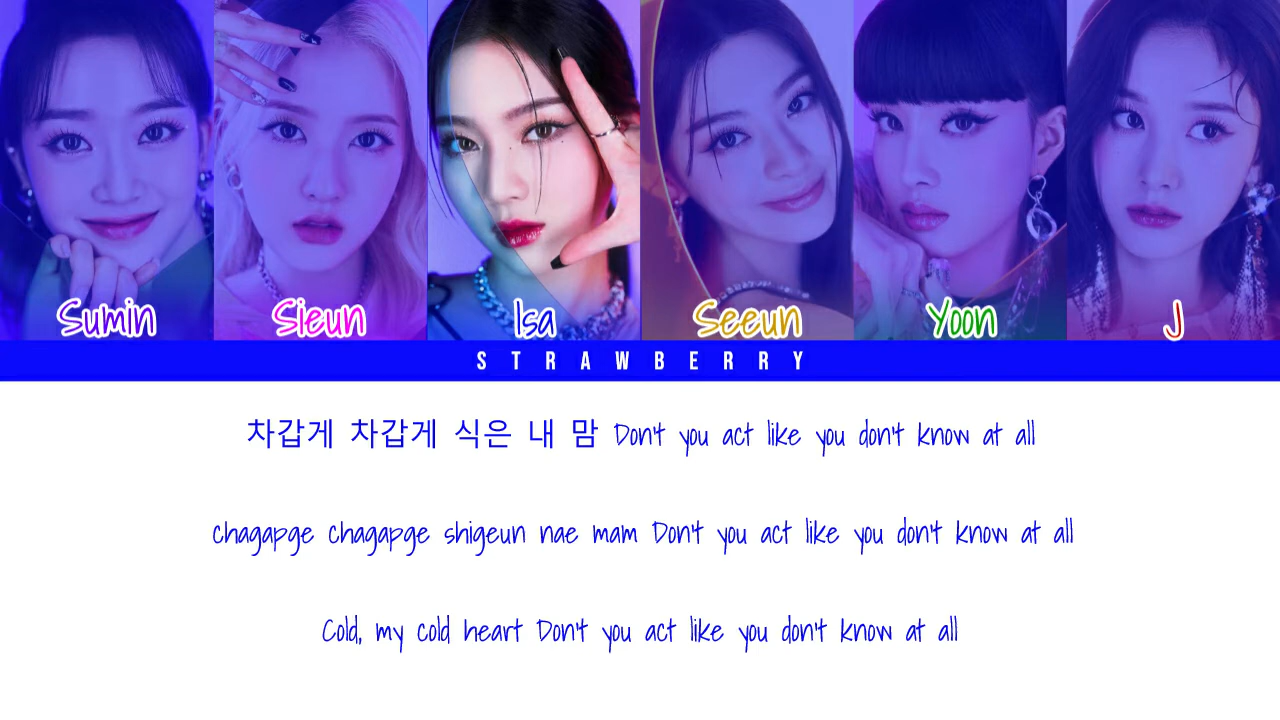 Sumin Sieun Isa Seeun Yoon J
STRAWBERRY
차갑게 차갑게 식은 내 맘 Don't you act like you don't know at all
chagapge chagapge shigeun nae mam Don't you act like you don't know at all
Cold, my cold heart Don't you act like you don't know at all